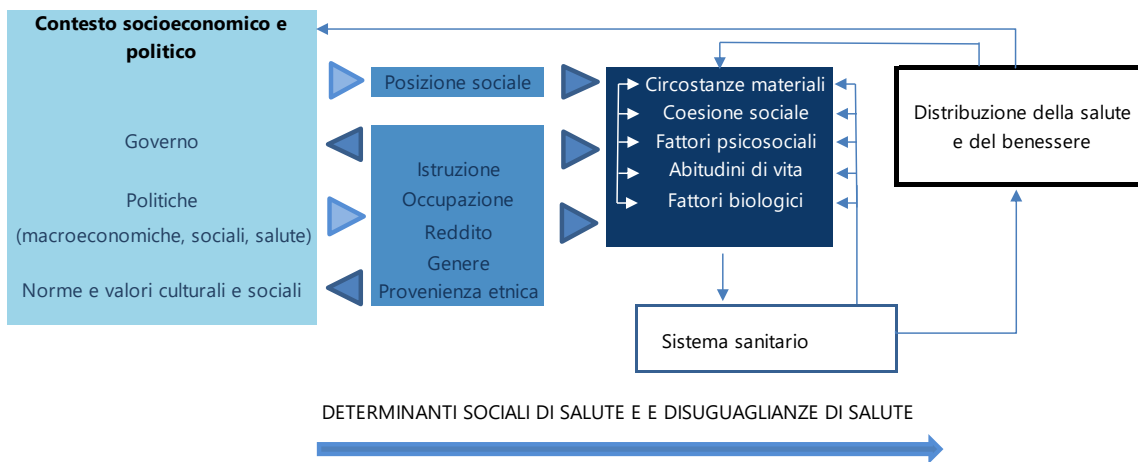 Contesto socioeconomico e
politico
Governo
Politiche
(macroeconomiche, sociali, salute)
Norme e valori culturali e sociali
Posizione sociale
Istruzione
Occupazione
Reddito
Genere
Provenienza etnica
Circostanze materiali
Coesione sociale
Fattori psicosociali
Abitudini di vita
Fattori biologici
Distribuzione della salute
e del benessere
Sistema sanitario
DETERMINANTI SOCIALI DI SALUTE E E DISUGUAGLIANZE DI SALUTE